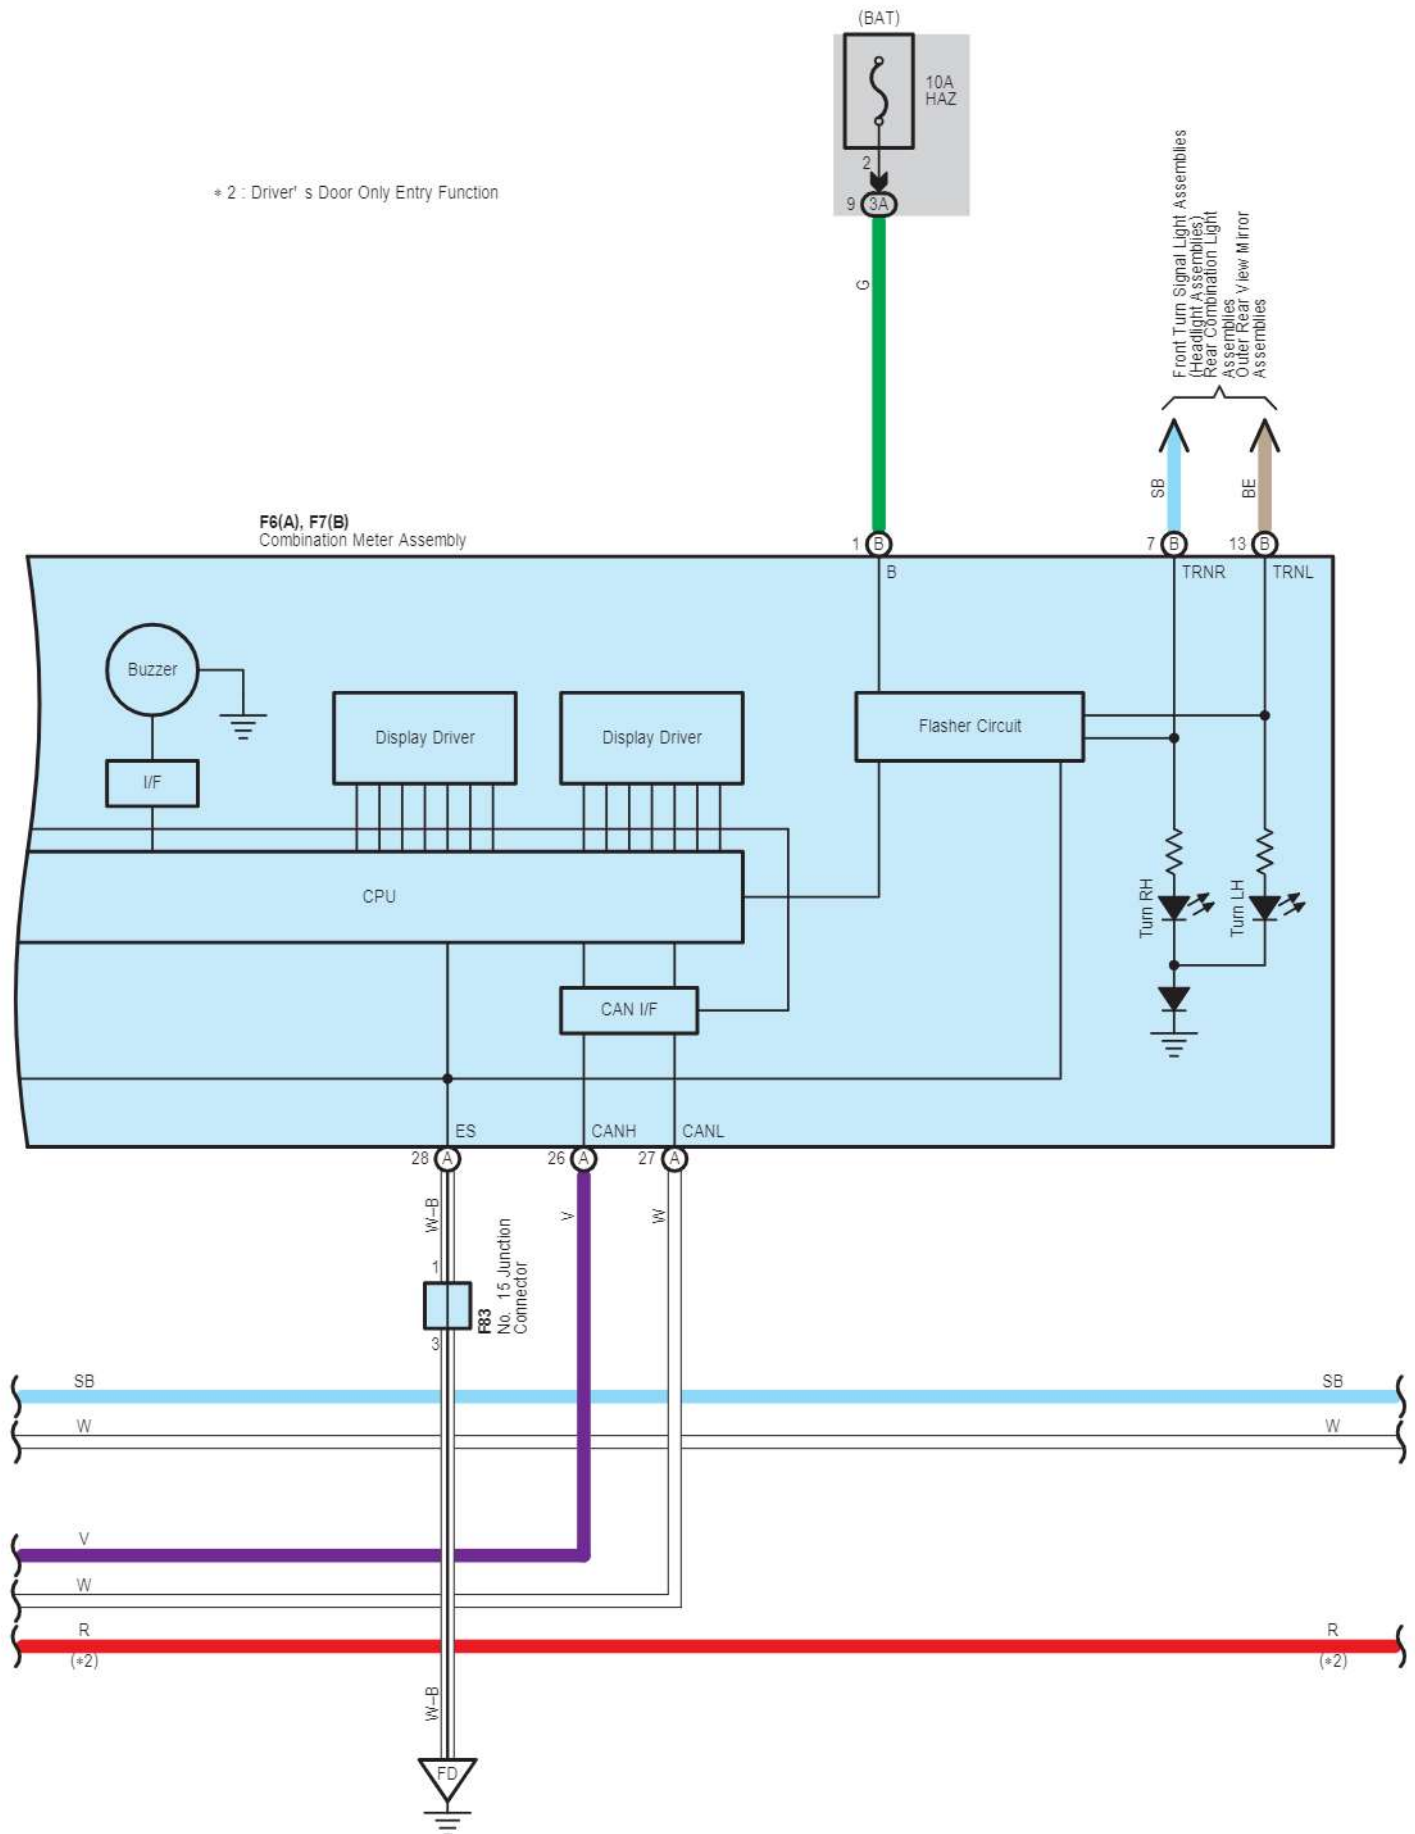 (BAT)
10A
HAZ
2
9 3A
* 2 : Driver' s Door Only Entry Function
G
Front Turn Signal Light Assemblies
(Headlight Assemblies)
Rear Combination Light
Assemblies
Outer Rear View Mirror
Assemblies
SB
BE
F6(A), F7(B)
Combination Meter Assembly
1 B
7 B
13 B
B
TRNR
TRNL
Buzzer
I/F
Display Driver
Display Driver
Flasher Circuit
CPU
Turn RH
Turn LH
CAN I/F
ES
CANH
CANL
28 A
26 A
27 A
W-B
V
W
1
F83
No. 15 Junction
Connector
3
SB
SB
W
W
V
W
R
R
(*2)
(*2)
W-B
FD